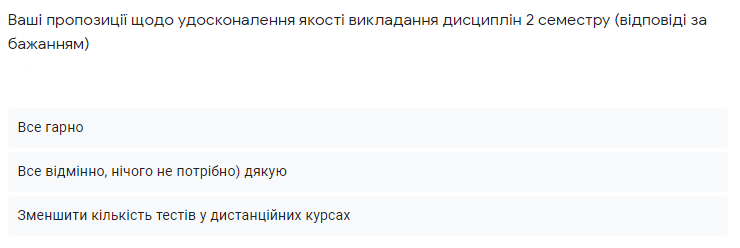 Ваші пропозиції щодо удосконалення якості викладання дисциплін 2 семестру (відповіді за
бажанням)
Все гарно
Все відмінно, нічого не потрібно) дякую
Зменшити кількість тестів у дистанційних курсах